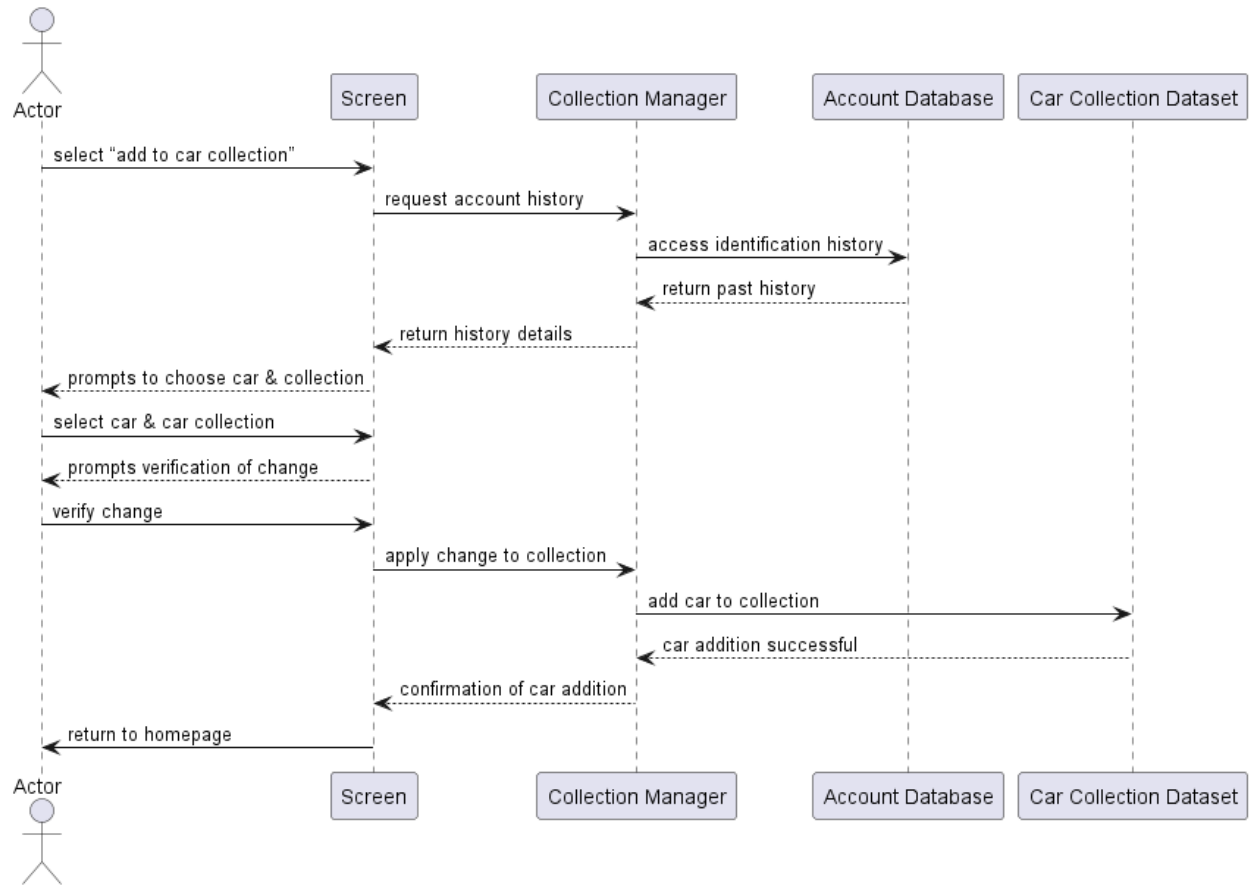 Actor
Screen
Collection Manager
Account Database
Car Collection Dataset
select “add to car collection”
request account history
access identification history
return past history
return history details
prompts to choose car & collection
select car & car collection
prompts verification of change
verify change
apply change to collection
add car to collection
car addition successful
confirmation of car addition
return to homepage
Actor
Screen
Collection Manager
Account Database
Car Collection Dataset